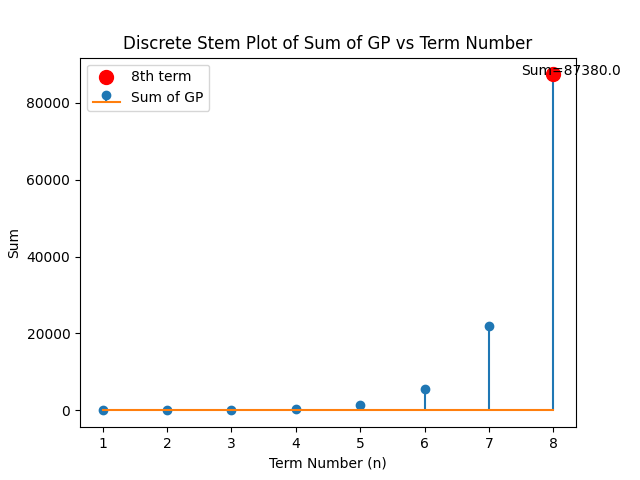 Discrete Stem Plot of Sum of GP vs Term Number
8th term
Sum of GP
Sum=87380.0
Sum
80000
60000
40000
20000
0
1 2 3 4 5 6 7 8
Term Number (n)